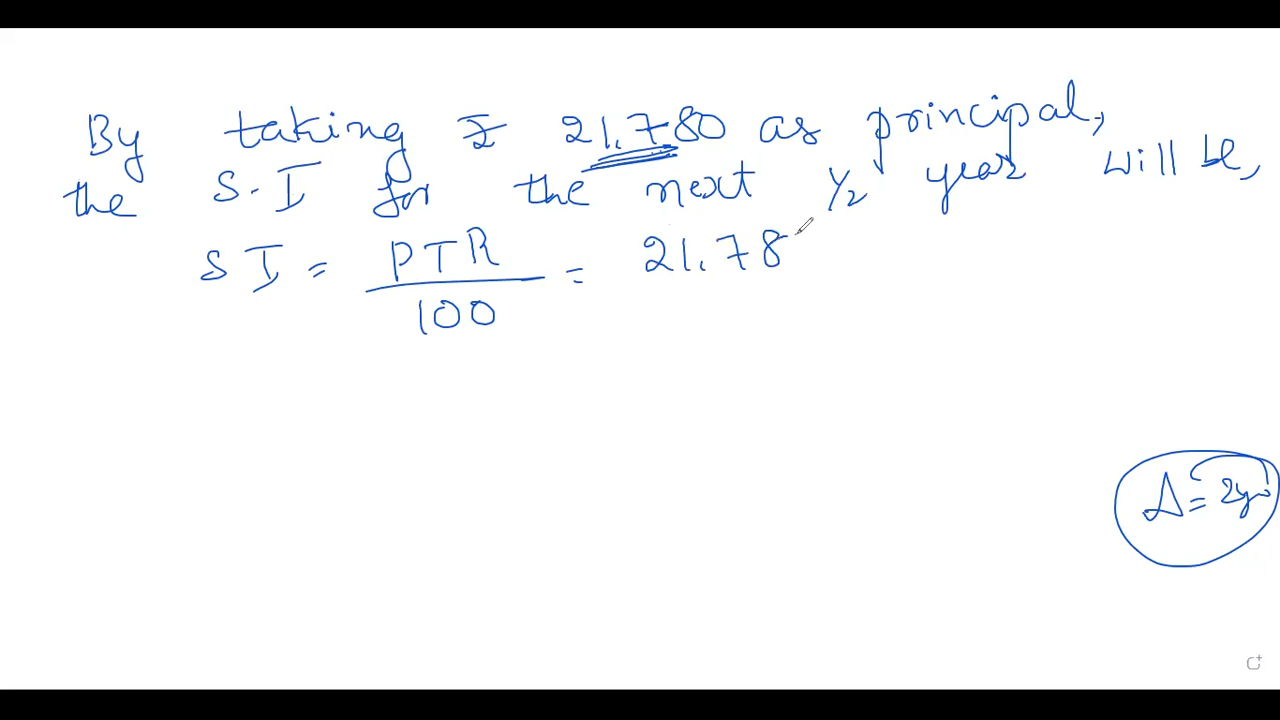 By taking ₹ 21,780 as principal,
the S.I for the next 1/2 year will be,
SI = PTR/100 = 21,78
A = 2y